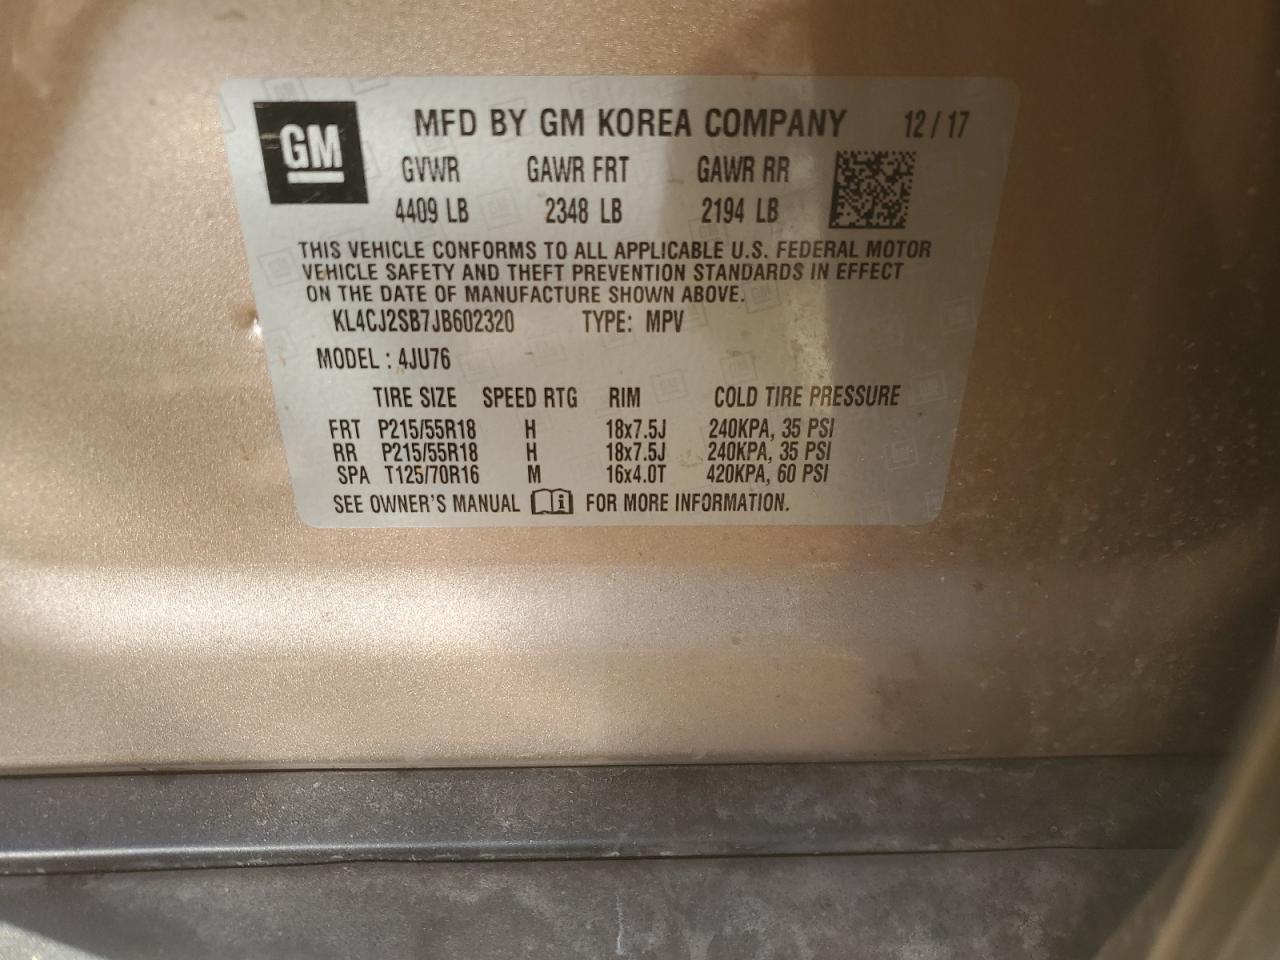 GM
MFD BY GM KOREA COMPANY 12 / 17
GVWR GAWR FRT GAWR RR
4409 LB 2348 LB 2194 LB
THIS VEHICLE CONFORMS TO ALL APPLICABLE U.S. FEDERAL MOTOR
VEHICLE SAFETY AND THEFT PREVENTION STANDARDS IN EFFECT
ON THE DATE OF MANUFACTURE SHOWN ABOVE.
KL4CJ2SB7JB602320 TYPE: MPV
MODEL : 4JU76
TIRE SIZE SPEED RTG RIM COLD TIRE PRESSURE
FRT P215/55R18 H 18x7.5J 240KPA, 35 PSI
RR P215/55R18 H 18x7.5J 240KPA, 35 PSI
SPA T125/70R16 M 16x4.0T 420KPA, 60 PSI
SEE OWNER'S MANUAL i FOR MORE INFORMATION.